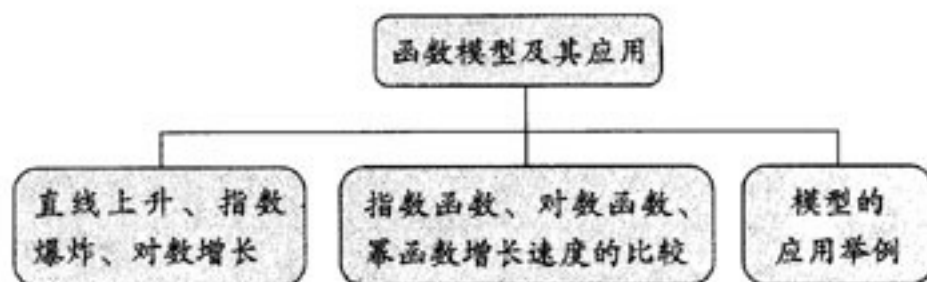 函数模型及其应用
直线上升、指数
爆炸、对数增长
指数函数、对数函数、
幂函数增长速度的比较
模型的
应用举例